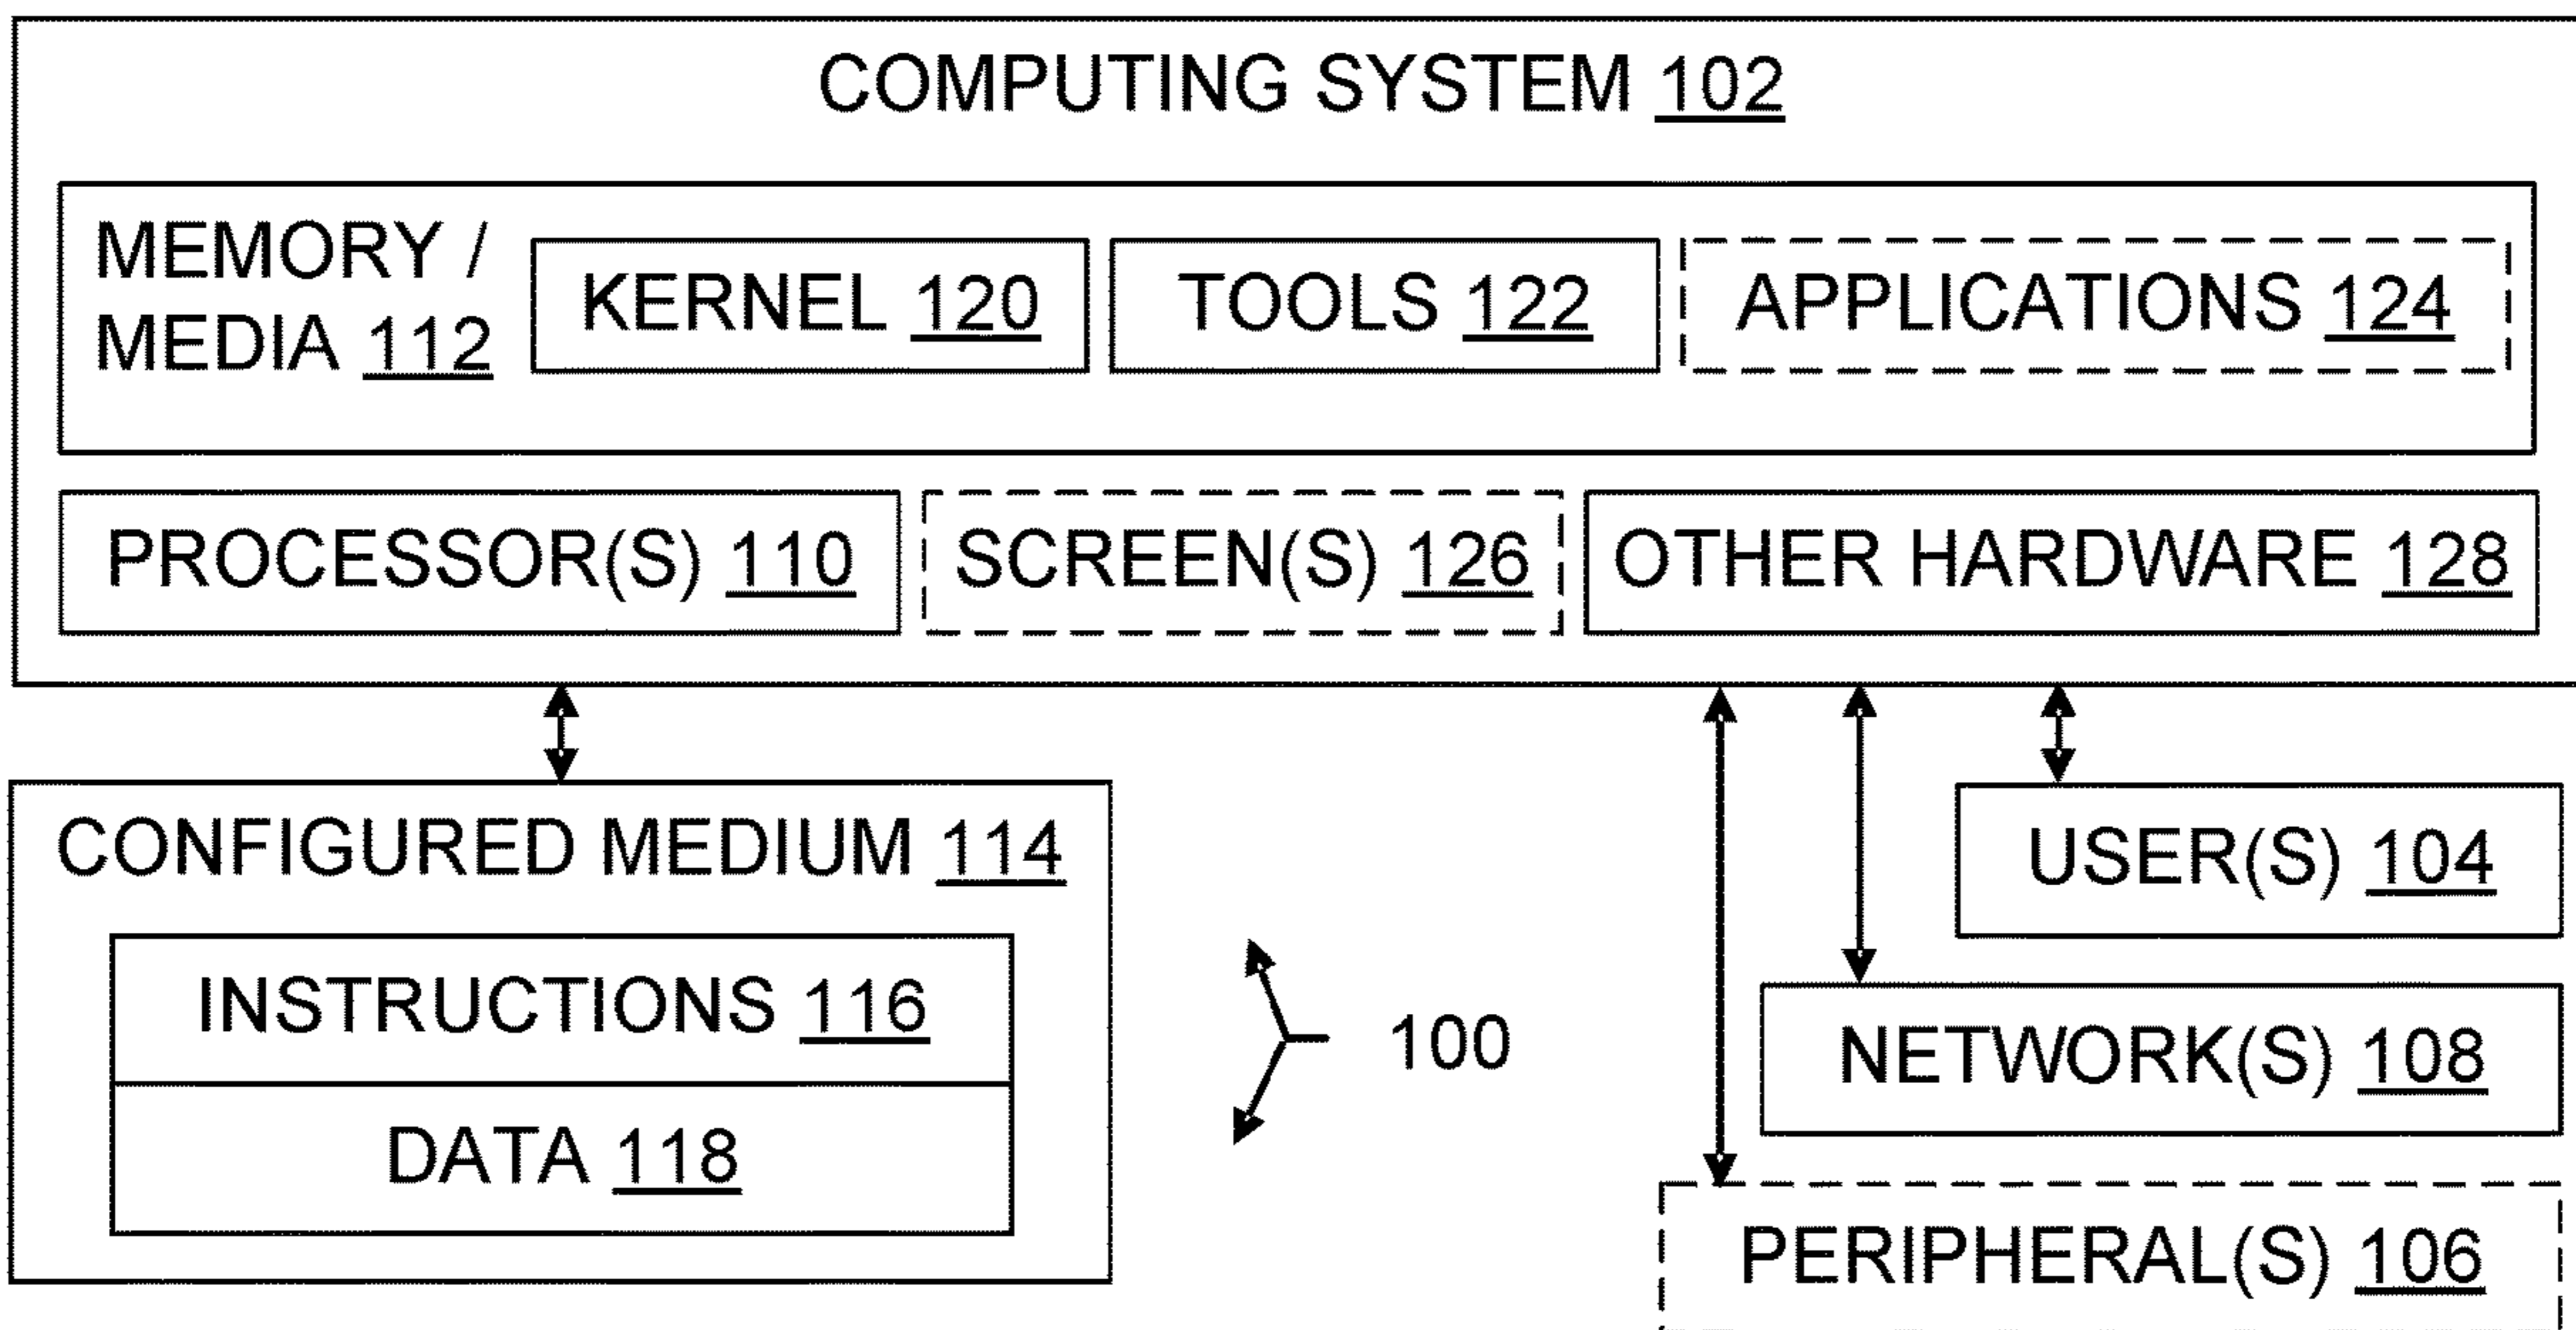 COMPUTING SYSTEM 102
MEMORY /
MEDIA 112
KERNEL 120
TOOLS 122
APPLICATIONS 124
PROCESSOR(S) 110
SCREEN(S) 126
OTHER HARDWARE 128
CONFIGURED MEDIUM 114
INSTRUCTIONS 116
DATA 118
100
USER(S) 104
NETWORK(S) 108
PERIPHERAL(S) 106